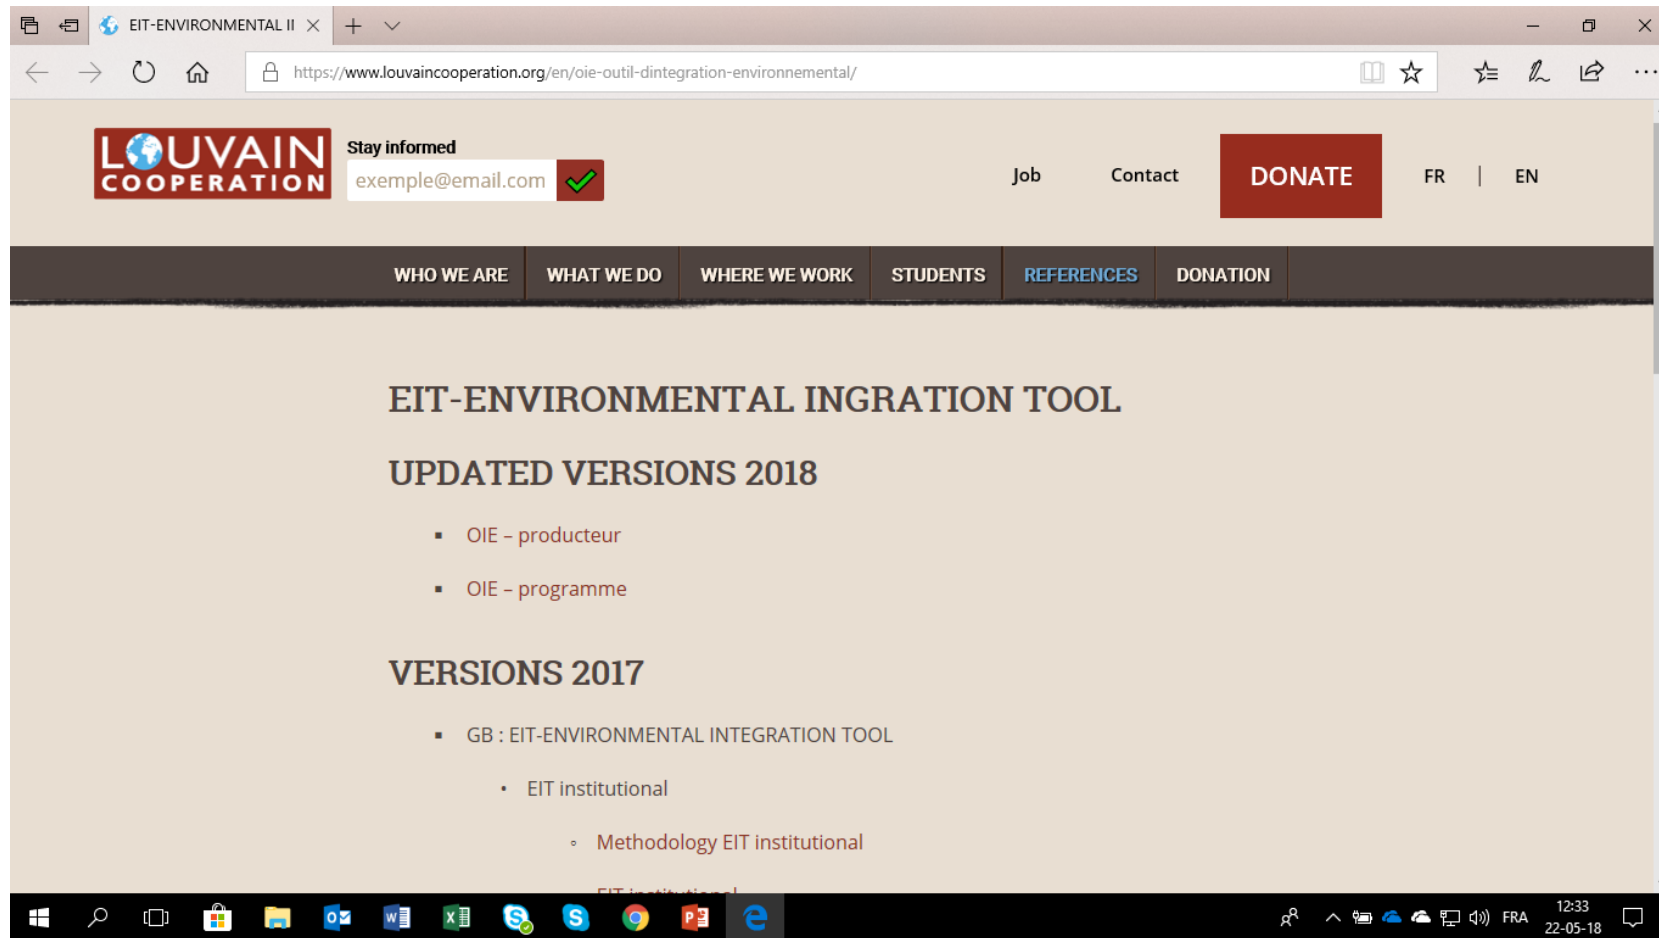 EIT-ENVIRONMENTAL II
https://www.louvaincooperation.org/en/oie-outil-dintegration-environnemental/
LOUVAIN
COOPERATION
Stay informed
exemple@email.com
Job
Contact
DONATE
FR | EN
WHO WE ARE
WHAT WE DO
WHERE WE WORK
STUDENTS
REFERENCES
DONATION
EIT-ENVIRONMENTAL INGRATION TOOL
UPDATED VERSIONS 2018
OIE – producteur
OIE – programme
VERSIONS 2017
GB : EIT-ENVIRONMENTAL INTEGRATION TOOL
EIT institutional
Methodology EIT institutional
EIT institutional
FRA
12:33
22-05-18